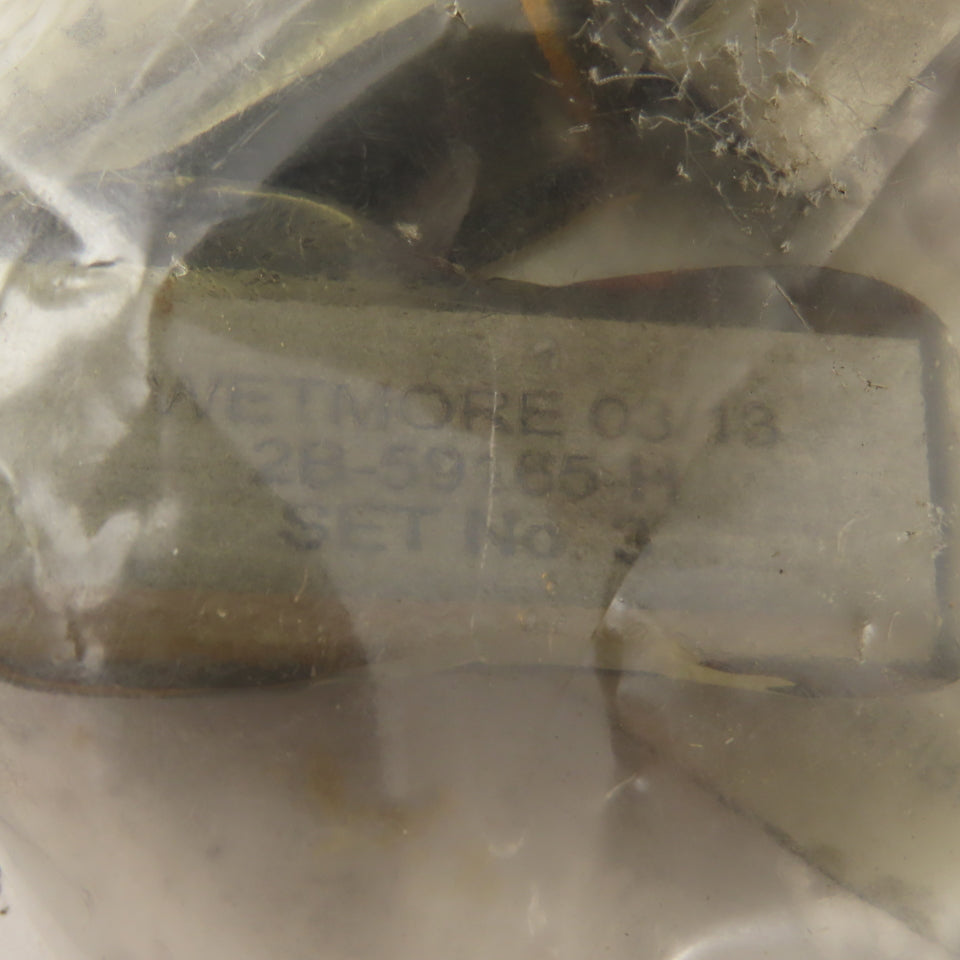 WETMORE 03/13
2B-59165-H
SET No. 3